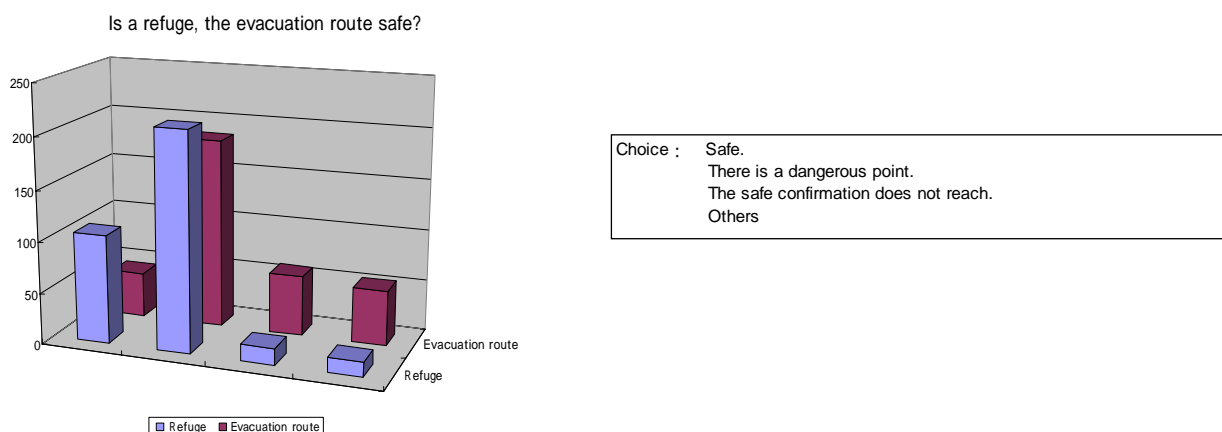 Is a refuge, the evacuation route safe?
250
200
150
100
50
0
Evacuation route
Refuge
Refuge Evacuation route
Choice : Safe.
There is a dangerous point.
The safe confirmation does not reach.
Others